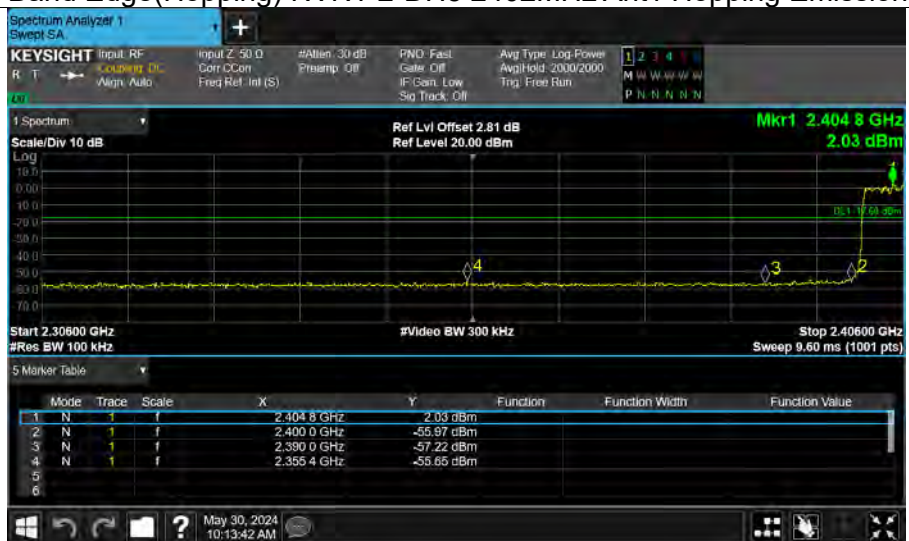 Spectrum Analyzer 1
Swept SA
+
KEYSIGHT Input: RF
R T Coupling: DC
Align: Auto
Input Z: 50 Ω
Corr CCorr
Freq Ref: Int (S)
#Atten: 30 dB
Preamp: Off
PNO: Fast
Gate: Off
IF Gain: Low
Sig Track: Off
Avg Type: Log-Power
Avg|Hold: 2000/2000
Trig: Free Run
1 2 3 4
M W W W W W
P N N N N N
1 Spectrum
Scale/Div 10 dB
Ref Lvl Offset 2.81 dB
Ref Level 20.00 dBm
Mkr1 2.404 8 GHz
2.03 dBm
Log
10.0
0.00
-10.0
-20.0
-30.0
-40.0
-50.0
-60.0
-70.0
4
3
2
Start 2.30600 GHz
#Res BW 100 kHz
#Video BW 300 kHz
Stop 2.40600 GHz
Sweep 9.60 ms (1001 pts)
5 Marker Table
Mode Trace Scale X Y Function Function Width Function Value
1 N 1 f 2.404 8 GHz 2.03 dBm
2 N 1 f 2.400 0 GHz -55.97 dBm
3 N 1 f 2.390 0 GHz -57.22 dBm
4 N 1 f 2.355 4 GHz -55.65 dBm
5
6
?
May 30, 2024
10:13:42 AM